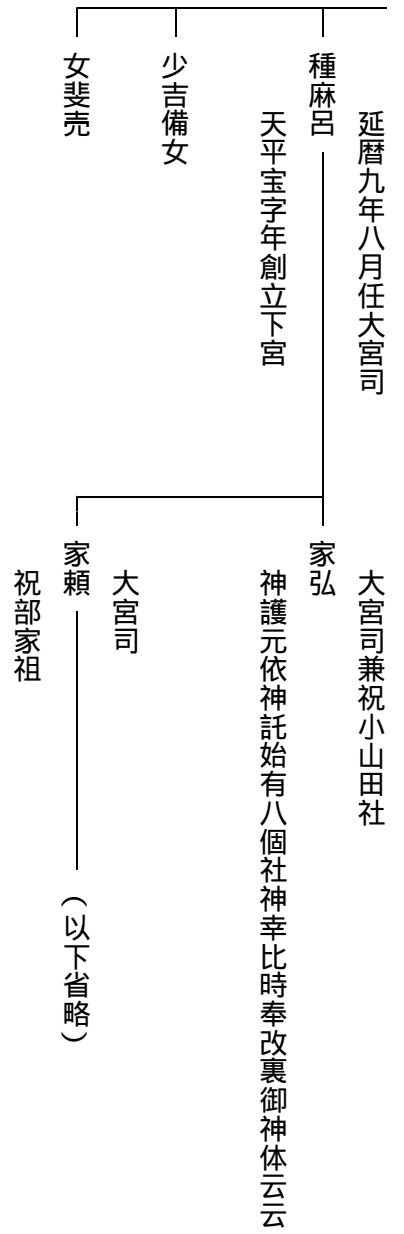 延暦九年八月任大宮司
種麻呂
天平宝字年創立下宮
少吉備女
女斐売
大宮司兼祝小山田社
家弘
神護元依神託始有八個社神幸比時奉改裏御神体云云
大宮司
家頼
(以下省略)
祝部家祖